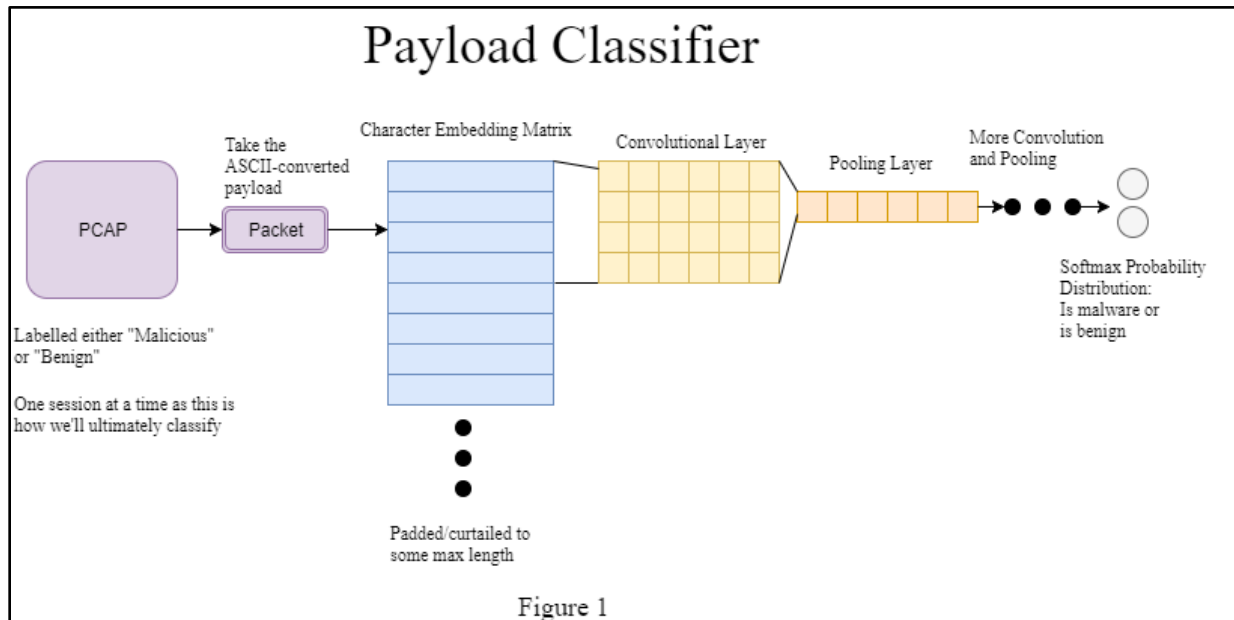 Payload Classifier
Take the
ASCII-converted
payload
Character Embedding Matrix
Convolutional Layer
Pooling Layer
More Convolution
and Pooling
PCAP
Packet
Softmax Probability
Distribution:
Is malware or
is benign
Labelled either "Malicious"
or "Benign"
One session at a time as this is
how we'll ultimately classify
Padded/curtailed to
some max length
Figure 1